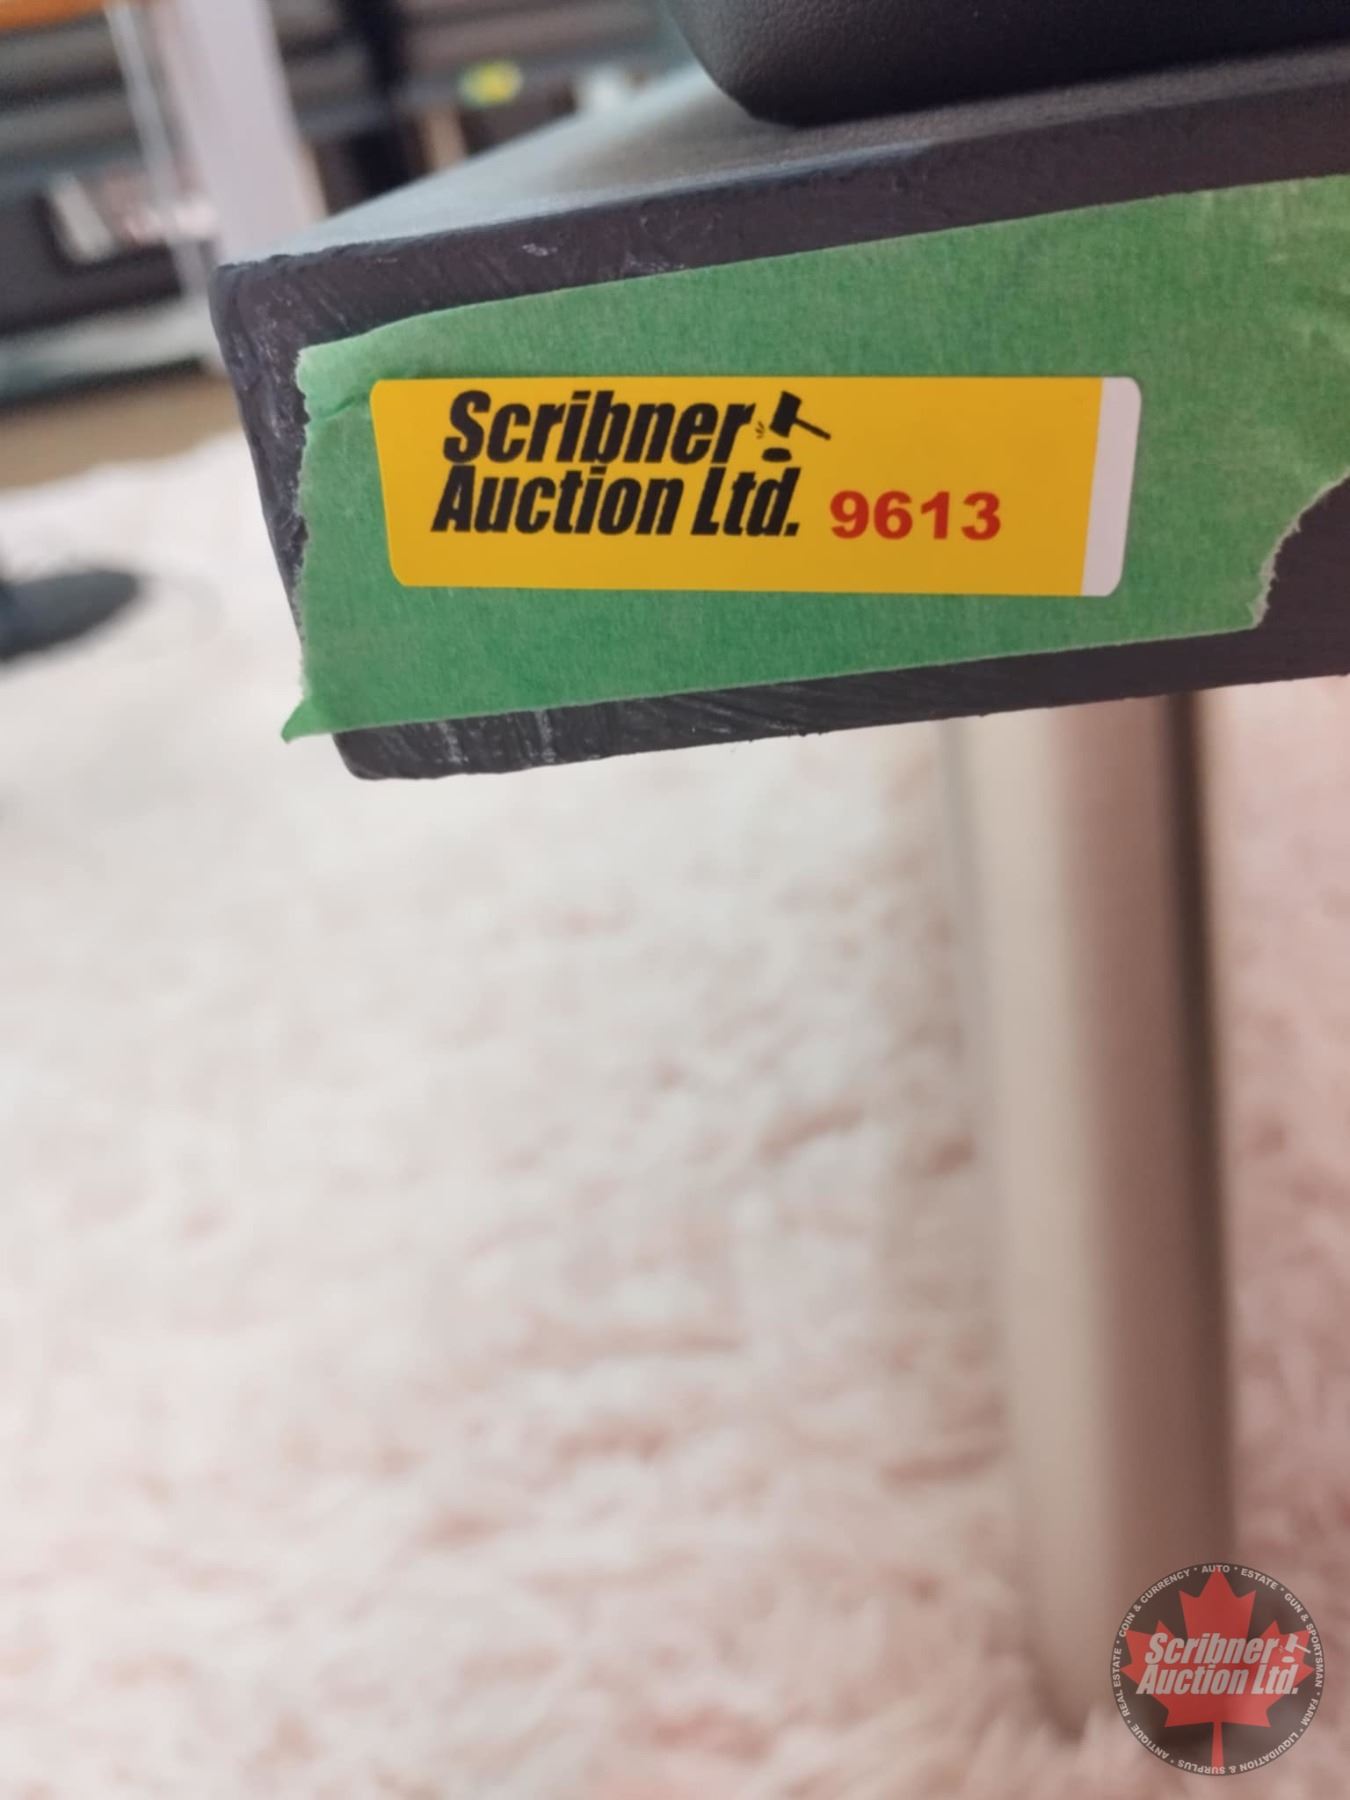 Scribner
Auction Ltd. 9613
COIN & CURRENCY • AUTO • ESTATE • GUN & SPORTSMAN • FARM • LIQUIDATION & SURPLUS • ANTIQUE • REAL ESTATE •
Scribner
Auction Ltd.